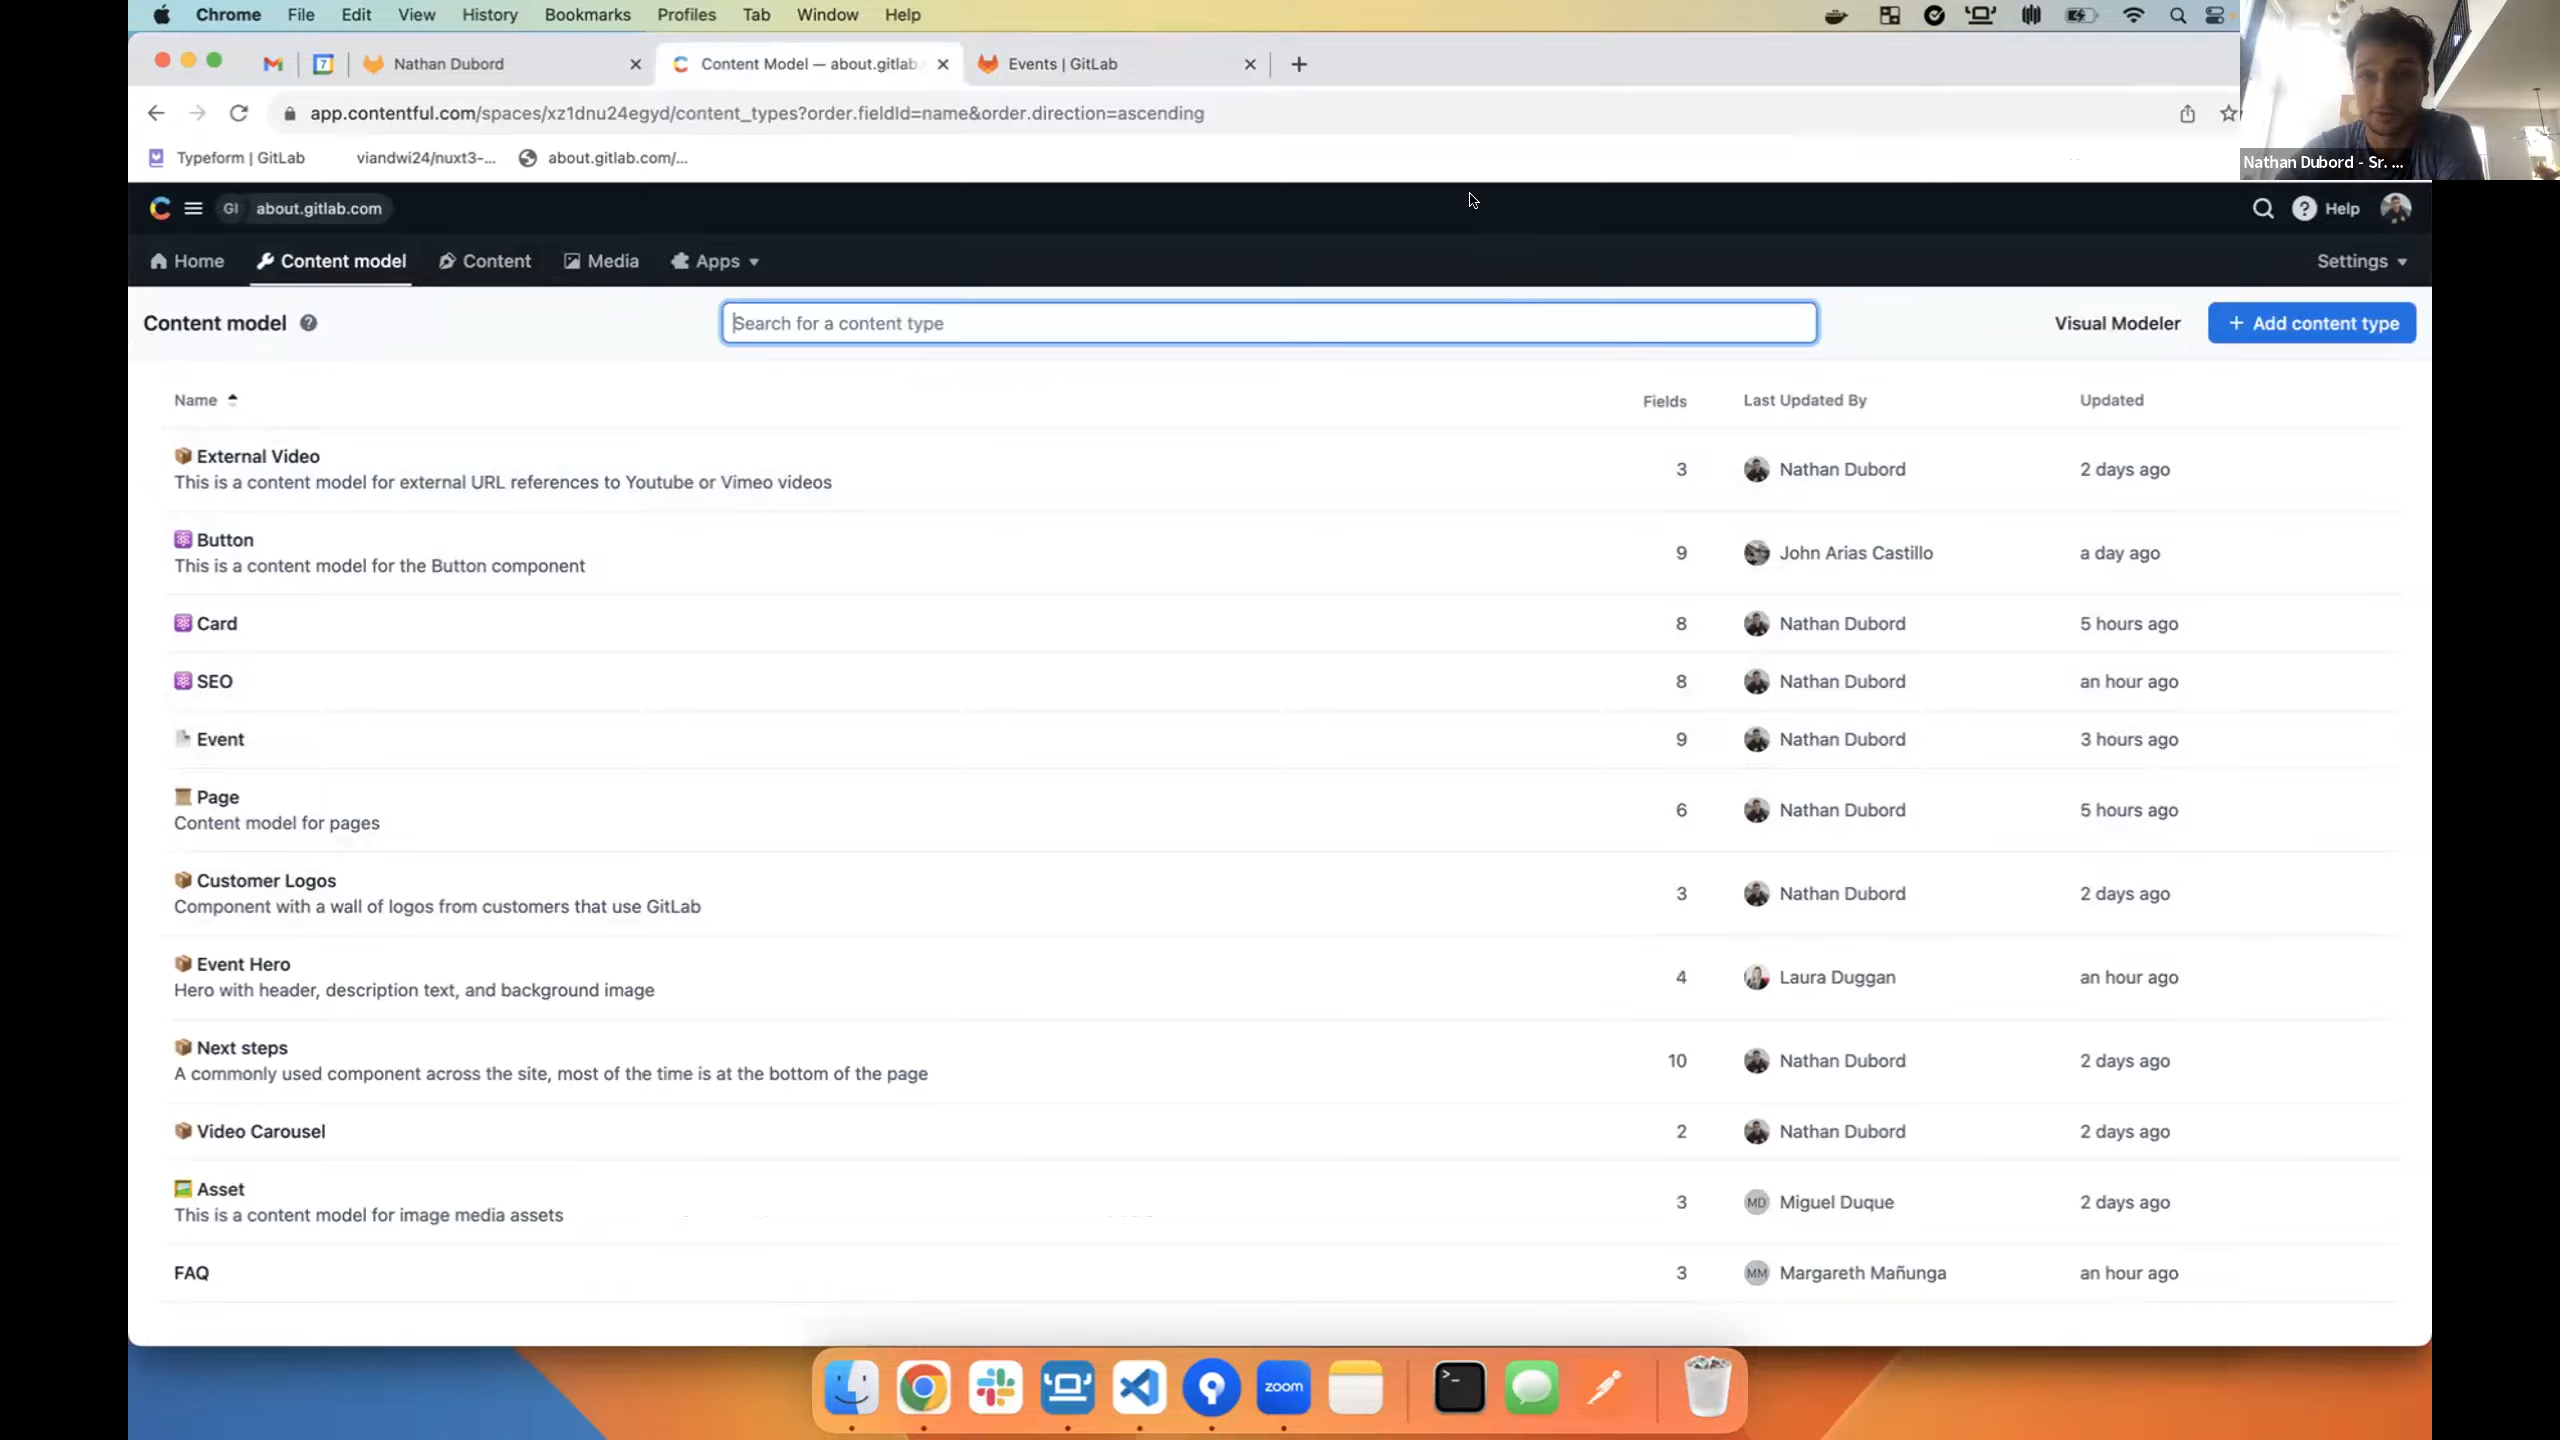 Chrome File Edit View History Bookmarks Profiles Tab Window Help
7 Nathan Dubord Content Model — about.gitlab. Events | GitLab
app.contentful.com/spaces/xz1dnu24egyd/content_types?order.fieldId=name&order.direction=ascending
Typeform | GitLab viandwi24/nuxt3-... about.gitlab.com/...
Nathan Dubord - Sr. ...
GI about.gitlab.com Help
Home Content model Content Media Apps Settings
Content model Search for a content type Visual Modeler + Add content type
Name Fields Last Updated By Updated
External Video 3 Nathan Dubord 2 days ago
This is a content model for external URL references to Youtube or Vimeo videos
Button 9 John Arias Castillo a day ago
This is a content model for the Button component
Card 8 Nathan Dubord 5 hours ago
SEO 8 Nathan Dubord an hour ago
Event 9 Nathan Dubord 3 hours ago
Page 6 Nathan Dubord 5 hours ago
Content model for pages
Customer Logos 3 Nathan Dubord 2 days ago
Component with a wall of logos from customers that use GitLab
Event Hero 4 Laura Duggan an hour ago
Hero with header, description text, and background image
Next steps 10 Nathan Dubord 2 days ago
A commonly used component across the site, most of the time is at the bottom of the page
Video Carousel 2 Nathan Dubord 2 days ago
Asset 3 MD Miguel Duque 2 days ago
This is a content model for image media assets
FAQ 3 MM Margareth Mañunga an hour ago
zoom